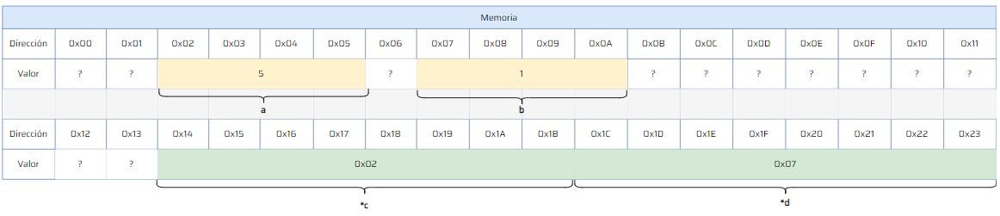 Memoria
Dirección 0x00 0x01 0x02 0x03 0x04 0x05 0x06 0x07 0x08 0x09 0x0A 0x0B 0x0C 0x0D 0x0E 0x0F 0x10 0x11
Valor ? ? 5 ? 1 ? ? ? ? ? ? ?
a b
Dirección 0x12 0x13 0x14 0x15 0x16 0x17 0x18 0x19 0x1A 0x1B 0x1C 0x1D 0x1E 0x1F 0x20 0x21 0x22 0x23
Valor ? ? 0x02 0x07
*c *d